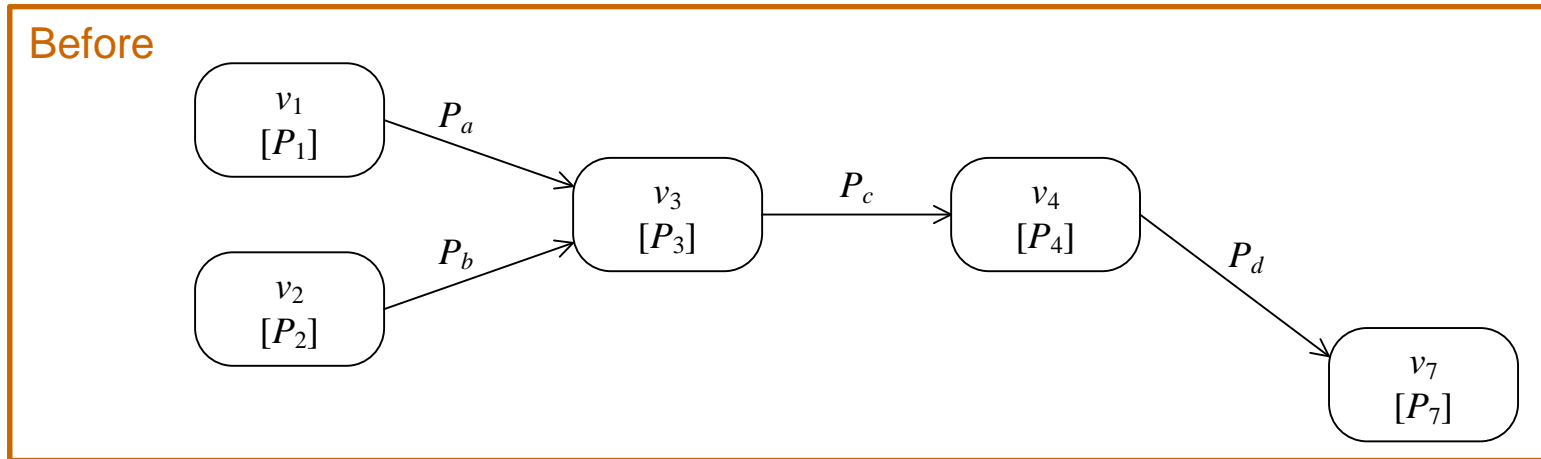 Before
v1
[P1]
Pa
v2
[P2]
Pb
v3
[P3]
Pc
v4
[P4]
Pd
v7
[P7]